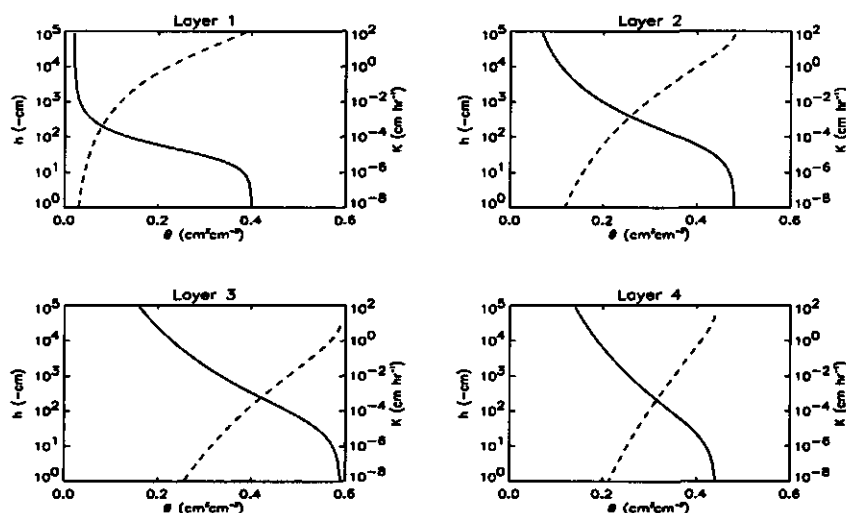 Layer 1
10⁵
10⁴
10³
10²
10¹
10⁰
h (-cm)
10²
10⁰
10⁻²
10⁻⁴
10⁻⁶
10⁻⁸
K (cm hr⁻¹)
0.0 0.2 0.4 0.6
θ (cm³cm⁻³)
Layer 2
10⁵
10⁴
10³
10²
10¹
10⁰
h (-cm)
10²
10⁰
10⁻²
10⁻⁴
10⁻⁶
10⁻⁸
K (cm hr⁻¹)
0.0 0.2 0.4 0.6
θ (cm³cm⁻³)
Layer 3
10⁵
10⁴
10³
10²
10¹
10⁰
h (-cm)
10²
10⁰
10⁻²
10⁻⁴
10⁻⁶
10⁻⁸
K (cm hr⁻¹)
0.0 0.2 0.4 0.6
θ (cm³cm⁻³)
Layer 4
10⁵
10⁴
10³
10²
10¹
10⁰
h (-cm)
10²
10⁰
10⁻²
10⁻⁴
10⁻⁶
10⁻⁸
K (cm hr⁻¹)
0.0 0.2 0.4 0.6
θ (cm³cm⁻³)